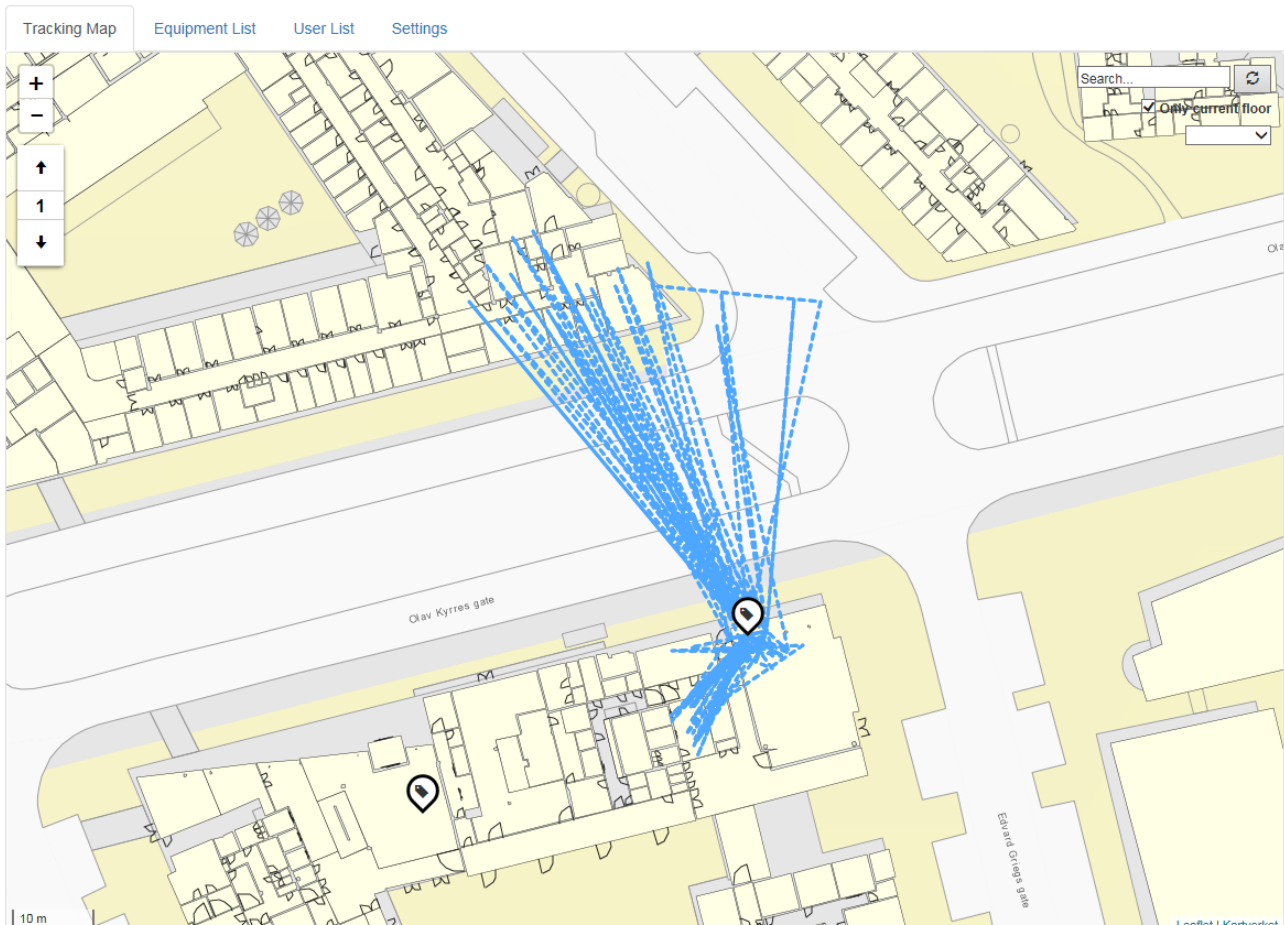 Tracking Map
Equipment List
User List
Settings
+
−
1
Search...
Only current floor
Olav Kyrres gate
Edvard Griegs gate
10 m
Leaflet | Kartverket